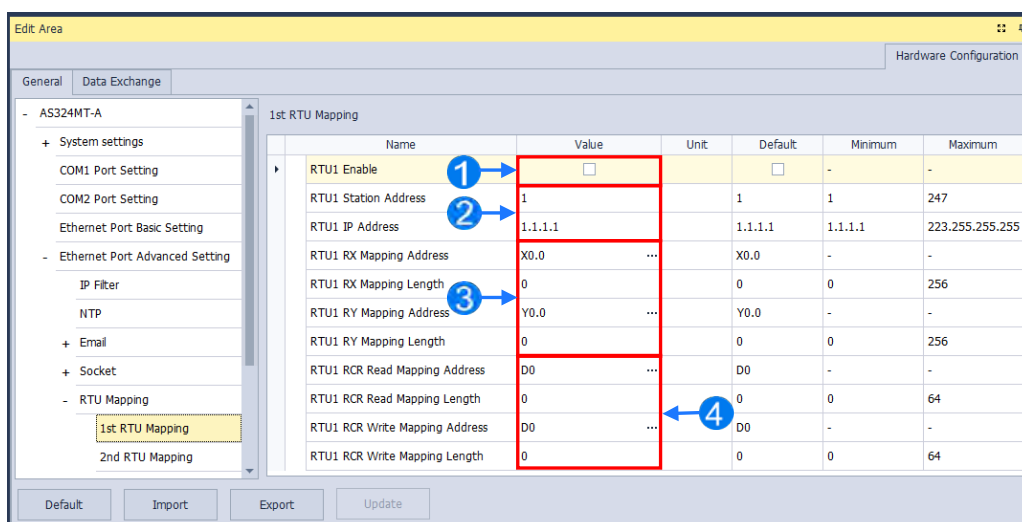 Edit Area
Hardware Configuration
General Data Exchange
- AS324MT-A
+ System settings
COM1 Port Setting
COM2 Port Setting
Ethernet Port Basic Setting
- Ethernet Port Advanced Setting
IP Filter
NTP
+ Email
+ Socket
- RTU Mapping
1st RTU Mapping
2nd RTU Mapping
1st RTU Mapping
Name Value Unit Default Minimum Maximum
RTU1 Enable 1 - -
RTU1 Station Address 1 1 1 247
2
RTU1 IP Address 1.1.1.1 1.1.1.1 1.1.1.1 223.255.255.255
RTU1 RX Mapping Address X0.0 ... X0.0 - -
RTU1 RX Mapping Length 0 0 0 256
3
RTU1 RY Mapping Address Y0.0 ... Y0.0 - -
RTU1 RY Mapping Length 0 0 0 256
RTU1 RCR Read Mapping Address D0 ... D0 - -
RTU1 RCR Read Mapping Length 0 0 0 64
4
RTU1 RCR Write Mapping Address D0 ... D0 - -
RTU1 RCR Write Mapping Length 0 0 0 64
Default Import Export Update